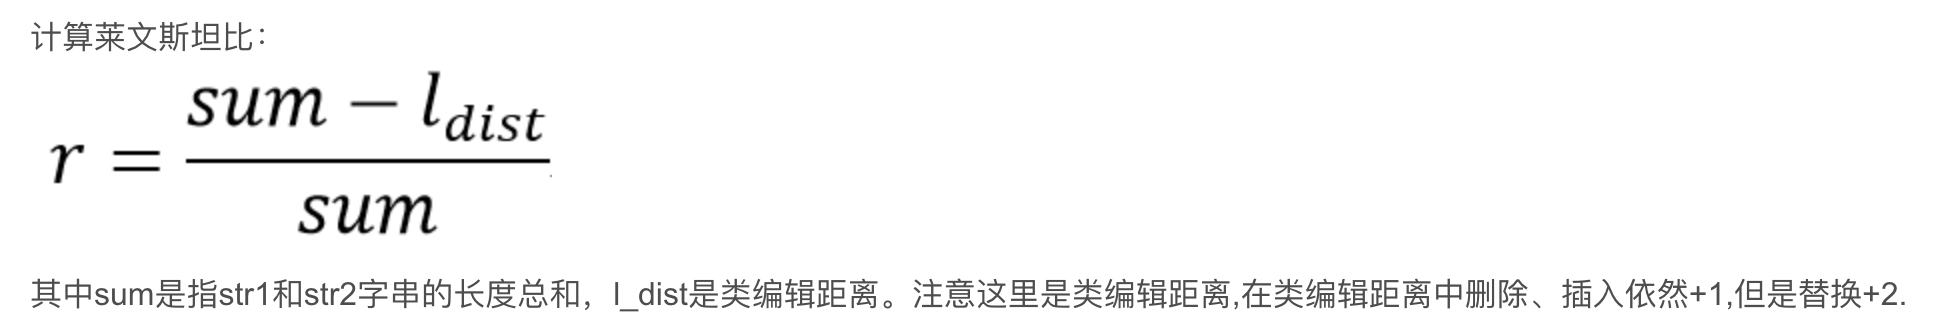 计算莱文斯坦比：
r = \frac{sum - l_{dist}}{sum}
其中sum是指str1和str2字串的长度总和，l_dist是类编辑距离。注意这里是类编辑距离,在类编辑距离中删除、插入依然+1,但是替换+2.